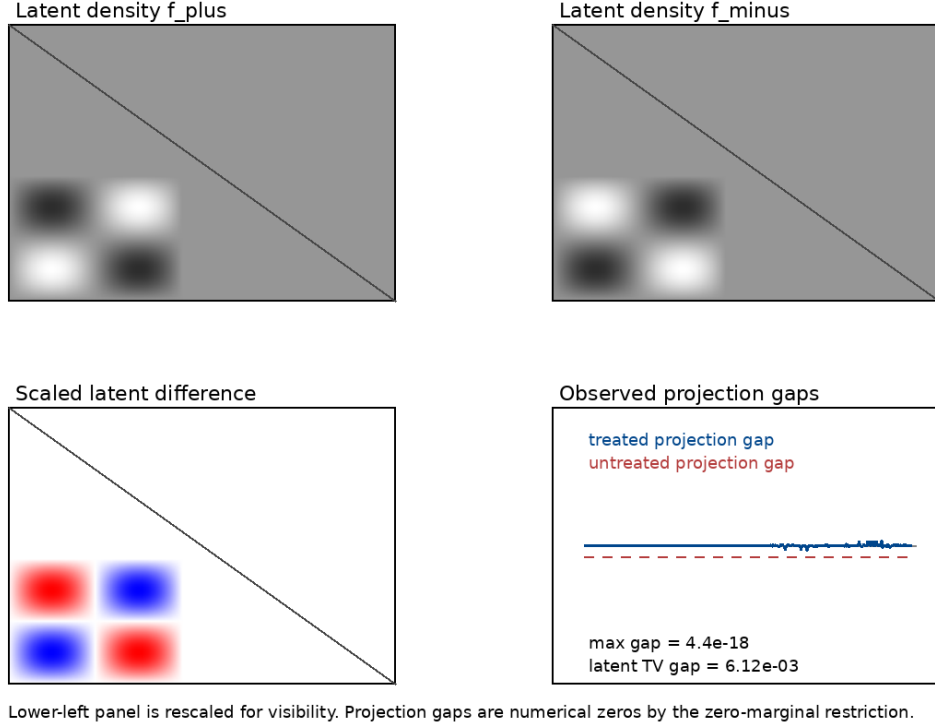 Latent density f_plus
Latent density f_minus
Scaled latent difference
Observed projection gaps
treated projection gap
untreated projection gap
max gap = 4.4e-18
latent TV gap = 6.12e-03
Lower-left panel is rescaled for visibility. Projection gaps are numerical zeros by the zero-marginal restriction.